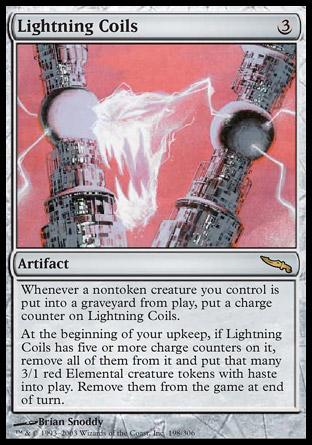 Lightning Coils 3
Artifact
Whenever a nontoken creature you control is
put into a graveyard from play, put a charge
counter on Lightning Coils.
At the beginning of your upkeep, if Lightning
Coils has five or more charge counters on it,
remove all of them from it and put that many
3/1 red Elemental creature tokens with haste
into play. Remove them from the game at end
of turn.
Brian Snoddy
™ & © 1993–2003 Wizards of the Coast, Inc. 198/306